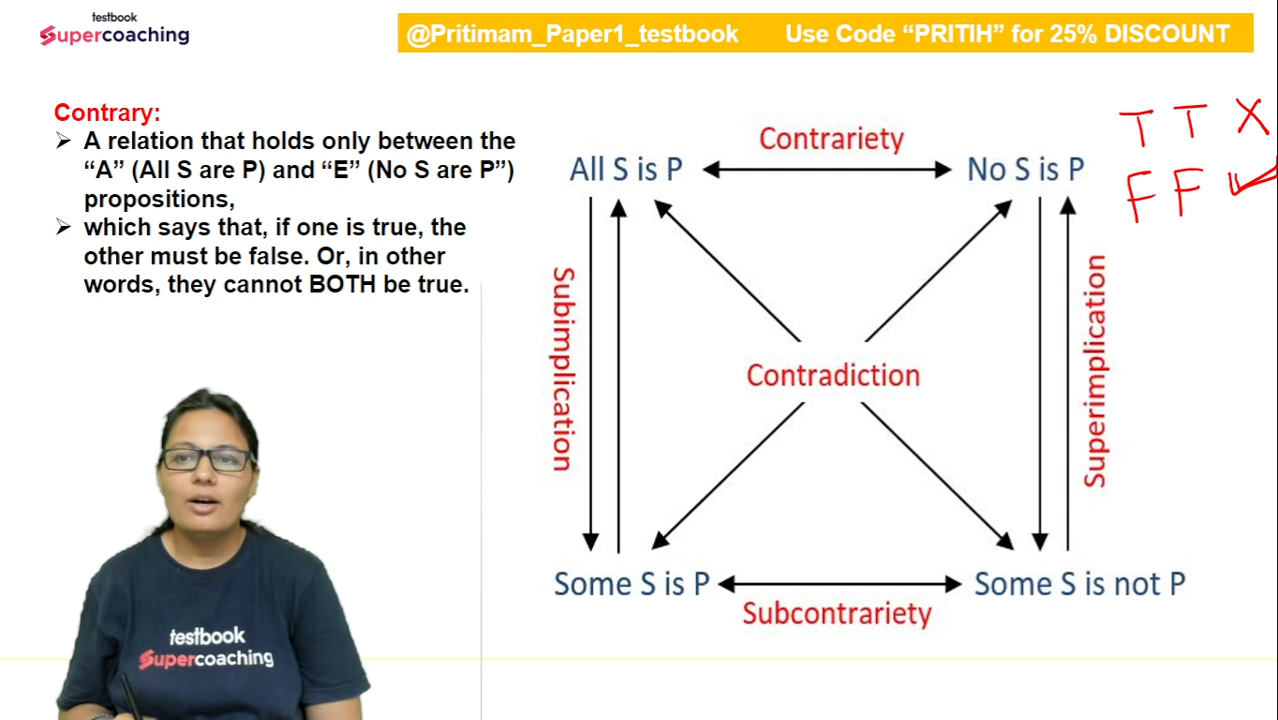 testbook
Supercoaching
@Pritimam_Paper1_testbook Use Code “PRITIH” for 25% DISCOUNT
Contrary:
➢ A relation that holds only between the
“A” (All S are P) and “E” (No S are P”)
propositions,
➢ which says that, if one is true, the
other must be false. Or, in other
words, they cannot BOTH be true.
Contrariety
All S is P
No S is P
T T X
F F ✓
Subimplication
Superimplication
Contradiction
Some S is P
Some S is not P
Subcontrariety
testbook
Supercoaching